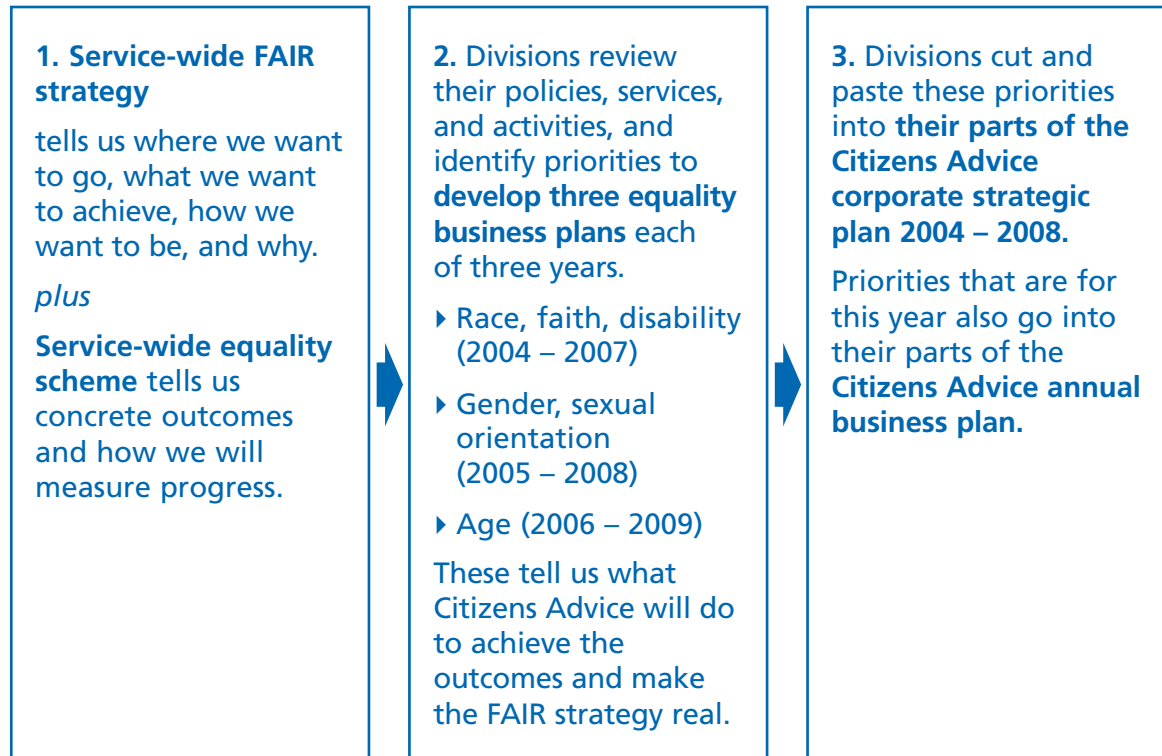 1. Service-wide FAIR
strategy
tells us where we want
to go, what we want
to achieve, how we
want to be, and why.
plus
Service-wide equality
scheme tells us
concrete outcomes
and how we will
measure progress.
2. Divisions review
their policies, services,
and activities, and
identify priorities to
develop three equality
business plans each
of three years.
Race, faith, disability
(2004 – 2007)
Gender, sexual
orientation
(2005 – 2008)
Age (2006 – 2009)
These tell us what
Citizens Advice will do
to achieve the
outcomes and make
the FAIR strategy real.
3. Divisions cut and
paste these priorities
into their parts of the
Citizens Advice
corporate strategic
plan 2004 – 2008.
Priorities that are for
this year also go into
their parts of the
Citizens Advice annual
business plan.